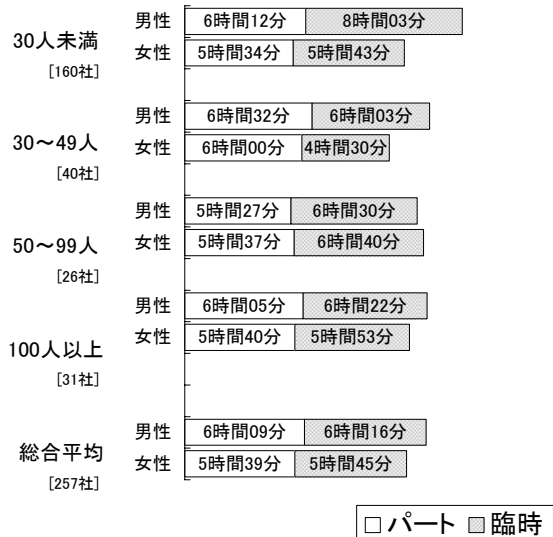 男性 6時間12分 8時間03分
30人未満
女性 5時間34分 5時間43分
[160社]
男性 6時間32分 6時間03分
30～49人
女性 6時間00分 4時間30分
[40社]
男性 5時間27分 6時間30分
50～99人
女性 5時間37分 6時間40分
[26社]
男性 6時間05分 6時間22分
100人以上
女性 5時間40分 5時間53分
[31社]
男性 6時間09分 6時間16分
総合平均
女性 5時間39分 5時間45分
[257社]
パート 臨時